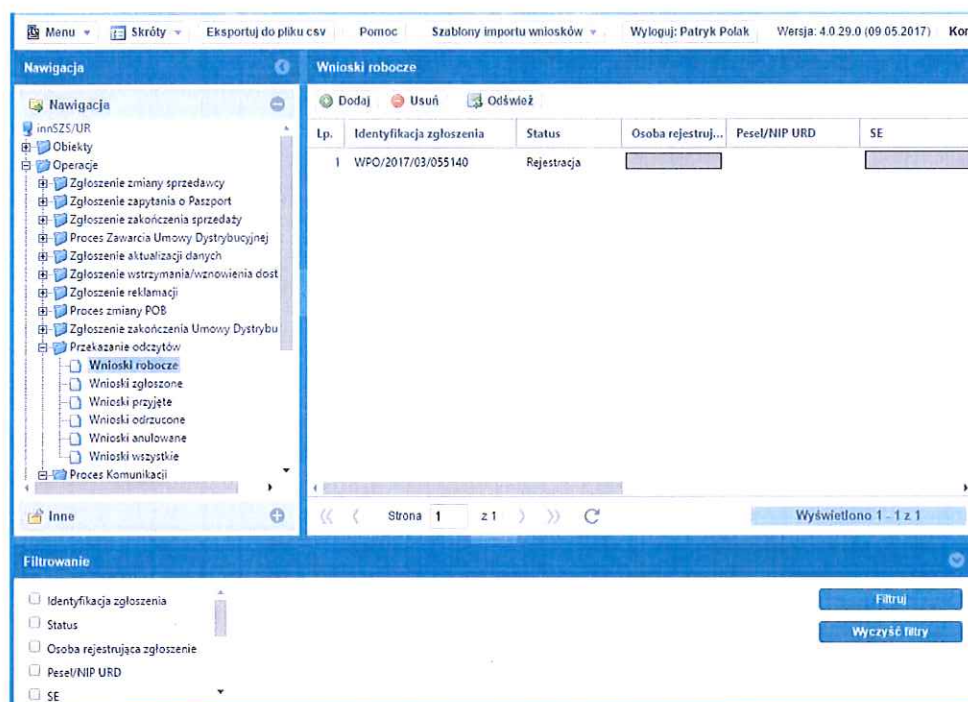 Menu Skróty Eksportuj do pliku csv Pomoc Szablony importu wniosków Wyloguj: Patryk Polak Wersja: 4.0.29.0 (09.05.2017) Kor
Nawigacja
Nawigacja
innSZS/UR
Obiekty
Operacje
Zgłoszenie zmiany sprzedawcy
Zgłoszenie zapytania o Paszport
Zgłoszenie zakończenia sprzedaży
Proces Zawarcia Umowy Dystrybucyjnej
Zgłoszenie aktualizacji danych
Zgłoszenie wstrzymania/wznowienia dost
Zgłoszenie reklamacji
Proces zmiany POB
Zgłoszenie zakończenia Umowy Dystrybu
Przekazanie odczytów
Wnioski robocze
Wnioski zgłoszone
Wnioski przyjęte
Wnioski odrzucone
Wnioski anulowane
Wnioski wszystkie
Proces Komunikacji
Inne
Wnioski robocze
Dodaj Usuń Odśwież
Lp. Identyfikacja zgłoszenia Status Osoba rejestruj... Pesel/NIP URD SE
1 WPO/2017/03/055140 Rejestracja
Strona 1 z 1 Wyświetlono 1 - 1 z 1
Filtrowanie
Identyfikacja zgłoszenia
Status
Osoba rejestrująca zgłoszenie
Pesel/NIP URD
SE
Filtruj
Wyczyść filtry